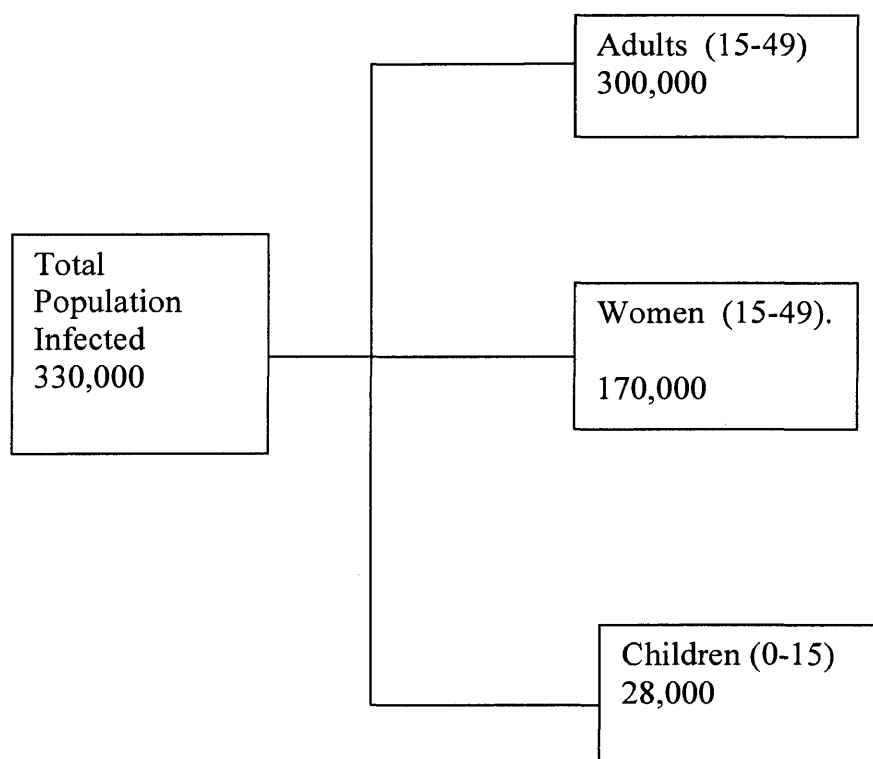 Adults (15-49)
300,000
Total
Population
Infected
330,000
Women (15-49).
170,000
Children (0-15)
28,000